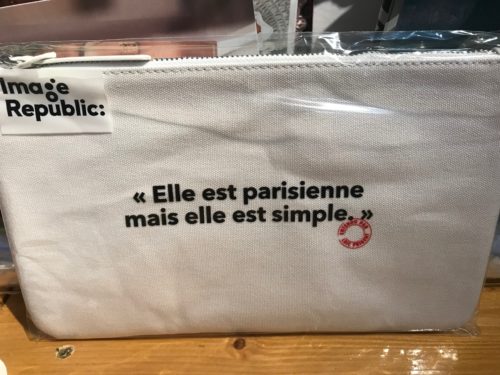 Image
Republic:
« Elle est parisienne
mais elle est simple. »